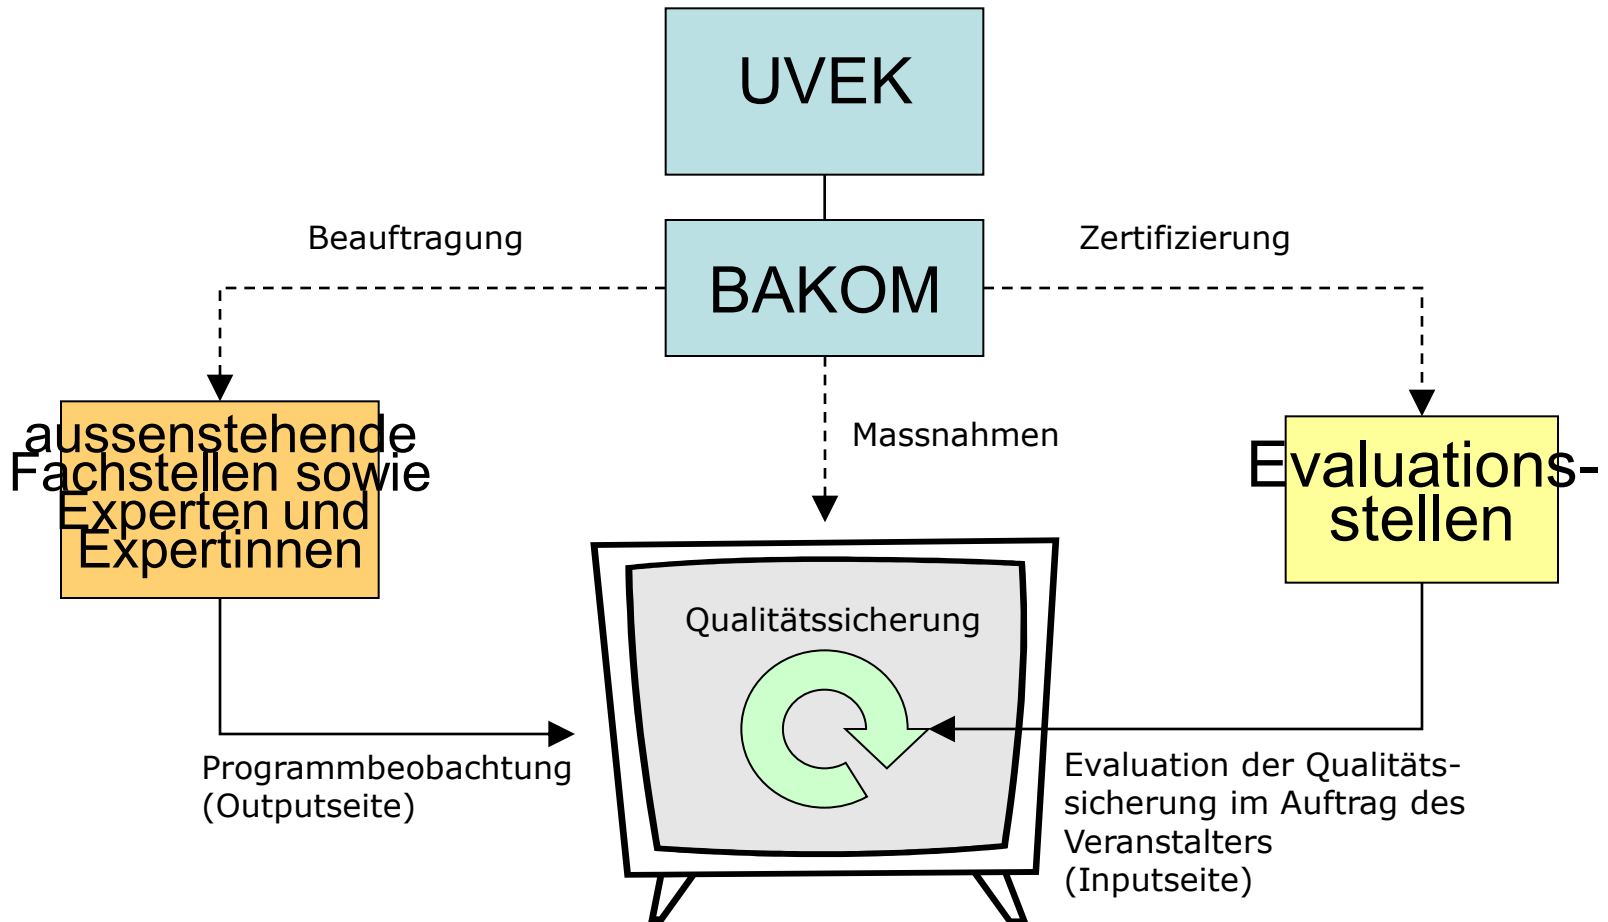 UVEK
Beauftragung
Zertifizierung
BAKOM
aussenstehende
Fachstellen sowie
Experten und
Expertinnen
Massnahmen
Evaluations-
stellen
Qualitätssicherung
Programmbeobachtung
(Outputseite)
Evaluation der Qualitäts-
sicherung im Auftrag des
Veranstalters
(Inputseite)